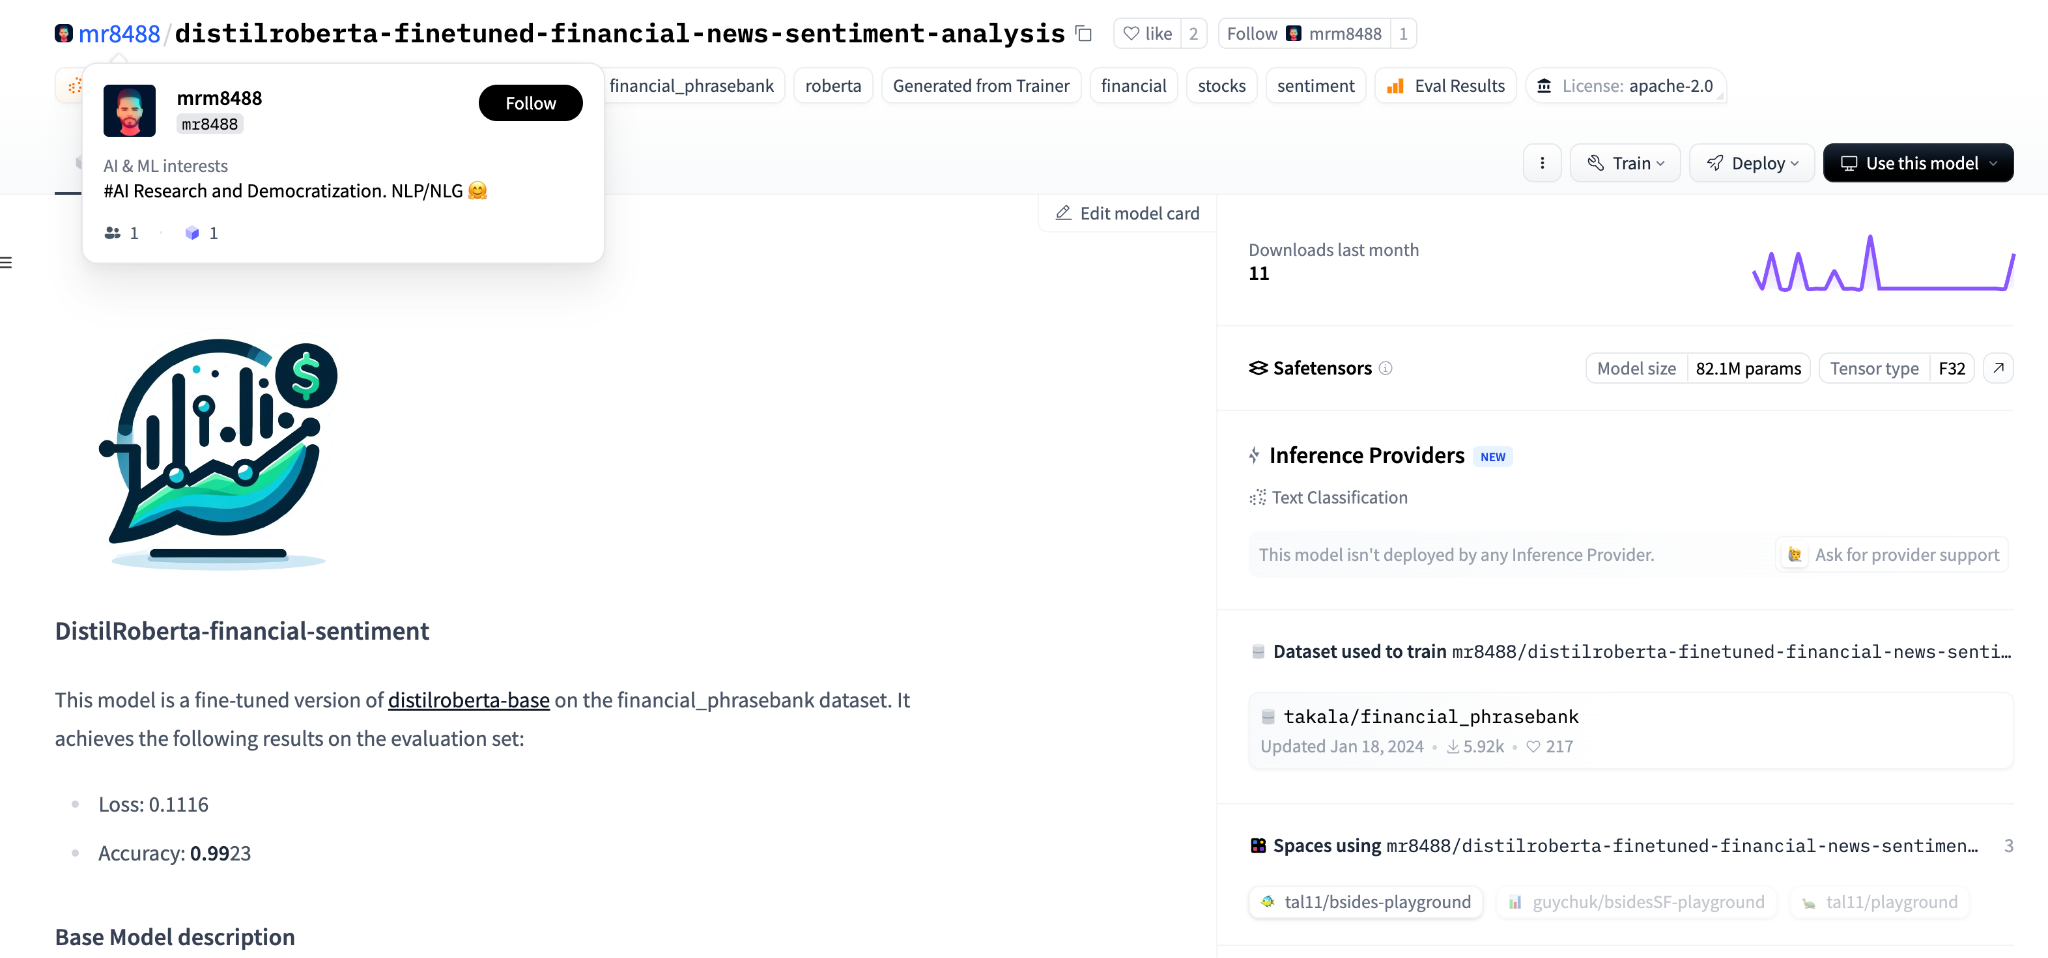 mr8488/distilroberta-finetuned-financial-news-sentiment-analysis like 2 Follow mrm8488 1
financial_phrasebank roberta Generated from Trainer financial stocks sentiment Eval Results License: apache-2.0
mrm8488
mr8488
Follow
AI & ML interests
#AI Research and Democratization. NLP/NLG 🤗
1 · 1
Train Deploy Use this model
Edit model card
$
DistilRoberta-financial-sentiment
This model is a fine-tuned version of distilroberta-base on the financial_phrasebank dataset. It
achieves the following results on the evaluation set:
• Loss: 0.1116
• Accuracy: 0.9923
Base Model description
Downloads last month
11
Safetensors Model size 82.1M params Tensor type F32
Inference Providers NEW
Text Classification
This model isn't deployed by any Inference Provider. Ask for provider support
Dataset used to train mr8488/distilroberta-finetuned-financial-news-senti…
takala/financial_phrasebank
Updated Jan 18, 2024 • 5.92k • 217
Spaces using mr8488/distilroberta-finetuned-financial-news-sentimen… 3
tal11/bsides-playground guychuk/bsidesSF-playground tal11/playground